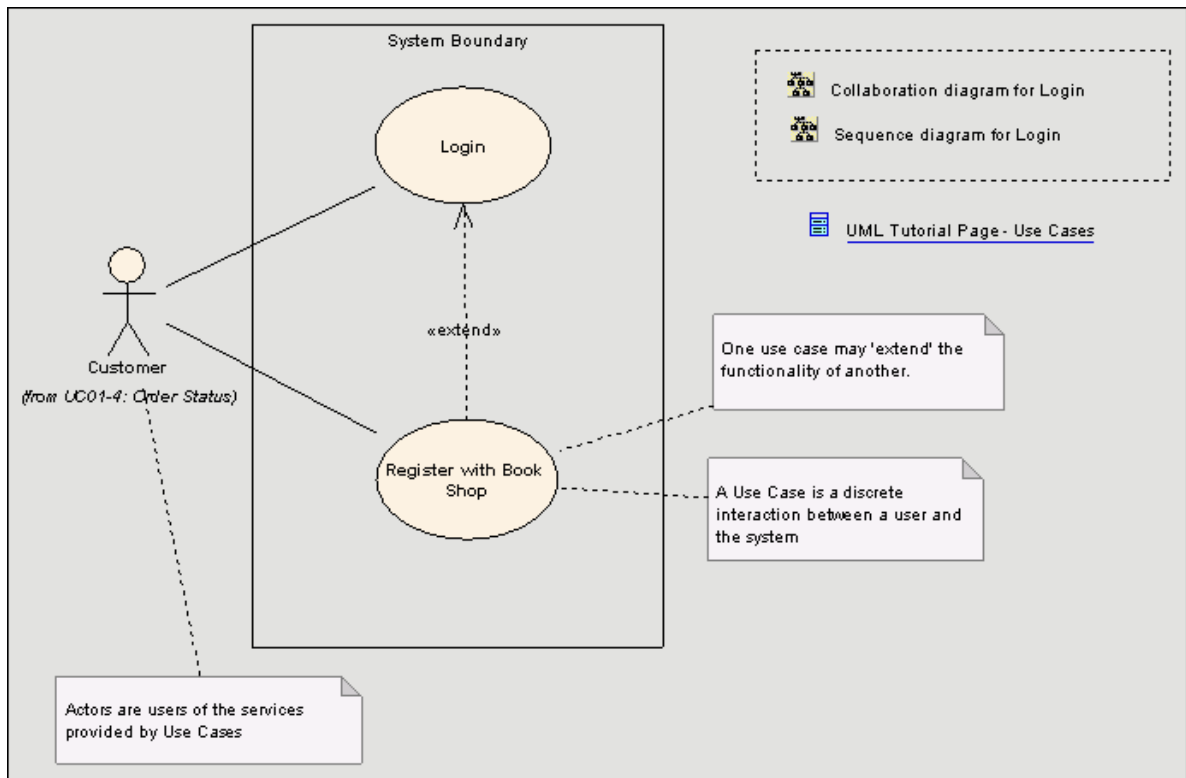 System Boundary
Login
Collaboration diagram for Login
Sequence diagram for Login
UML Tutorial Page - Use Cases
«extend»
Customer
(from UC01-4: Order Status)
One use case may 'extend' the
functionality of another.
Register with Book
Shop
A Use Case is a discrete
interaction between a user and
the system
Actors are users of the services
provided by Use Cases